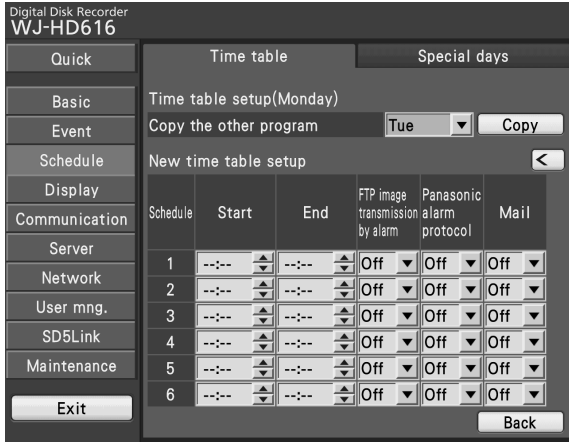 Digital Disk Recorder
WJ-HD616
Quick
Basic
Event
Schedule
Display
Communication
Server
Network
User mng.
SD5Link
Maintenance
Exit
Time table Special days
Time table setup(Monday)
Copy the other program Tue Copy
New time table setup <
Schedule Start End FTP image transmission by alarm Panasonic alarm protocol Mail
1 --:-- --:-- Off Off Off
2 --:-- --:-- Off Off Off
3 --:-- --:-- Off Off Off
4 --:-- --:-- Off Off Off
5 --:-- --:-- Off Off Off
6 --:-- --:-- Off Off Off
Back